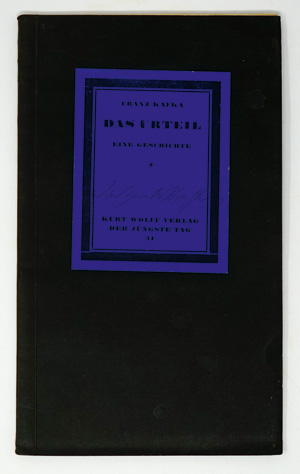 FRANZ KAFKA
DAS URTEIL
EINE GESCHICHTE
KURT WOLFF VERLAG
DER JÜNGSTE TAG
34